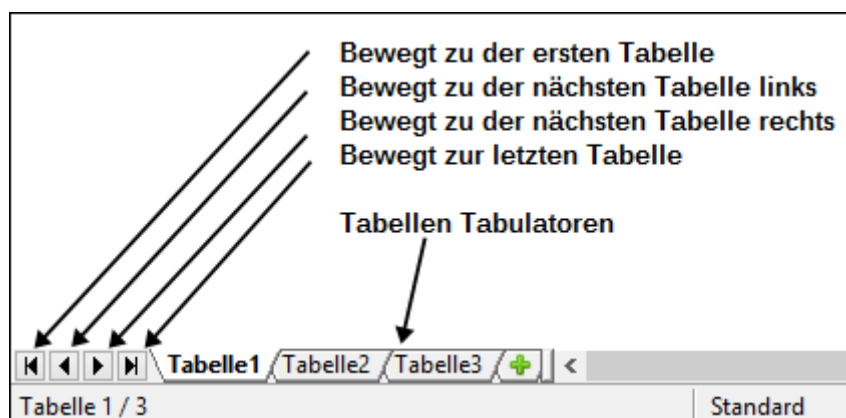 Bewegt zu der ersten Tabelle
Bewegt zu der nächsten Tabelle links
Bewegt zu der nächsten Tabelle rechts
Bewegt zur letzten Tabelle
Tabellen Tabulatoren
Tabelle1 Tabelle2 Tabelle3
Tabelle 1 / 3 Standard